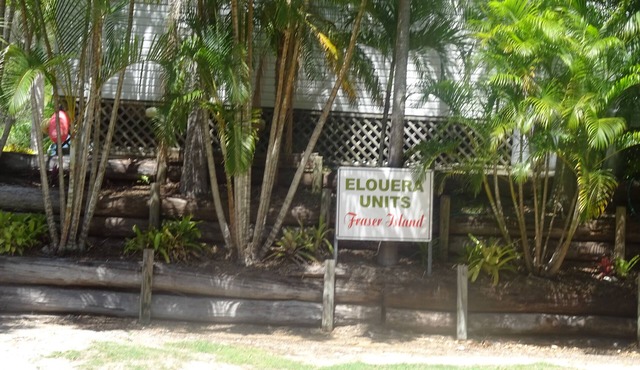 ELOUERA
UNITS
Fraser Island